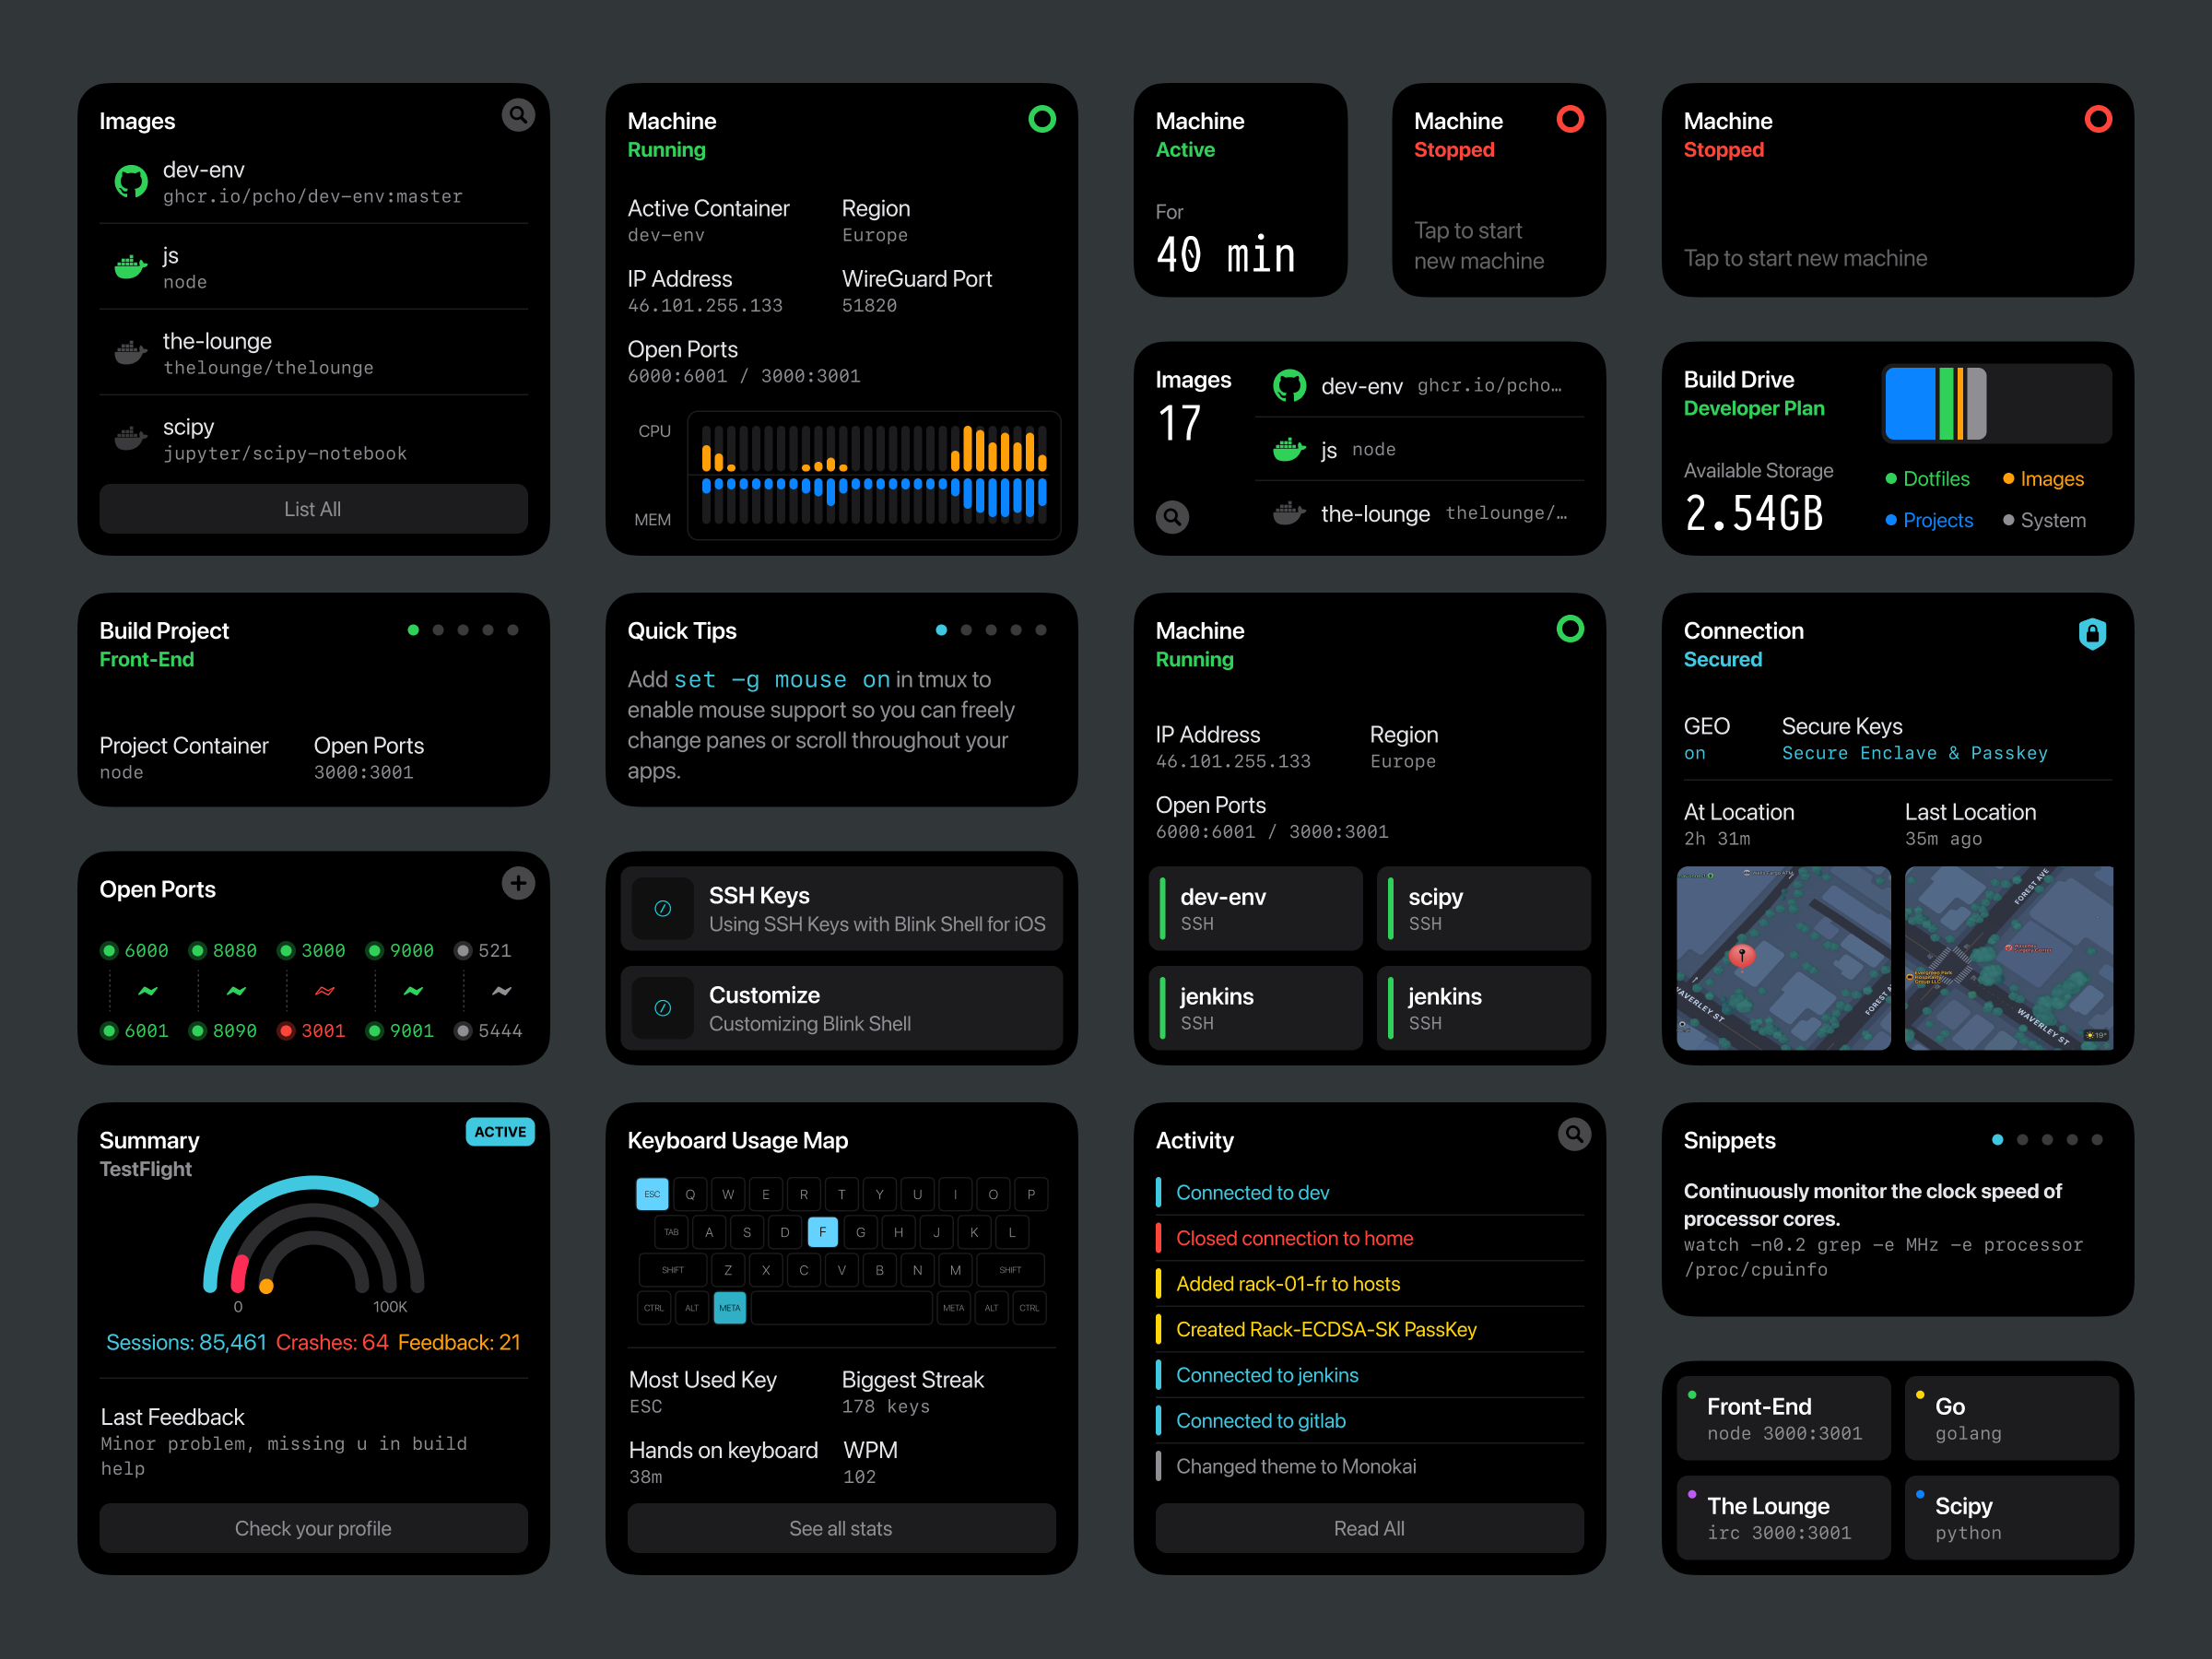 Images
dev-env
ghcr.io/pcho/dev-env:master
js
node
the-lounge
thelounge/thelounge
scipy
jupyter/scipy-notebook
List All
Machine
Running
Active Container
dev-env
Region
Europe
IP Address
46.101.255.133
WireGuard Port
51820
Open Ports
6000:6001 / 3000:3001
CPU
MEM
Machine
Active
For
40 min
Machine
Stopped
Tap to start
new machine
Machine
Stopped
Tap to start new machine
Images
17
dev-env ghcr.io/pcho…
js node
the-lounge thelounge/…
Build Drive
Developer Plan
Available Storage
2.54GB
Dotfiles
Images
Projects
System
Build Project
Front-End
Project Container
node
Open Ports
3000:3001
Quick Tips
Add set -g mouse on in tmux to
enable mouse support so you can freely
change panes or scroll throughout your
apps.
Machine
Running
IP Address
46.101.255.133
Region
Europe
Open Ports
6000:6001 / 3000:3001
dev-env
SSH
scipy
SSH
jenkins
SSH
jenkins
SSH
Connection
Secured
GEO
on
Secure Keys
Secure Enclave & Passkey
At Location
2h 31m
Last Location
35m ago
WAVERLEY ST
FOREST A
FOREST AVE
WAVERLEY ST
19°
Open Ports
6000 8080 3000 9000 521
6001 8090 3001 9001 5444
SSH Keys
Using SSH Keys with Blink Shell for iOS
Customize
Customizing Blink Shell
Summary
TestFlight
ACTIVE
0
100K
Sessions: 85,461 Crashes: 64 Feedback: 21
Last Feedback
Minor problem, missing u in build
help
Check your profile
Keyboard Usage Map
ESC Q W E R T Y U I O P
TAB A S D F G H J K L
SHIFT Z X C V B N M SHIFT
CTRL ALT META META ALT CTRL
Most Used Key
ESC
Biggest Streak
178 keys
Hands on keyboard
38m
WPM
102
See all stats
Activity
Connected to dev
Closed connection to home
Added rack-01-fr to hosts
Created Rack-ECDSA-SK PassKey
Connected to jenkins
Connected to gitlab
Changed theme to Monokai
Read All
Snippets
Continuously monitor the clock speed of
processor cores.
watch -n0.2 grep -e MHz -e processor
/proc/cpuinfo
Front-End
node 3000:3001
Go
golang
The Lounge
irc 3000:3001
Scipy
python